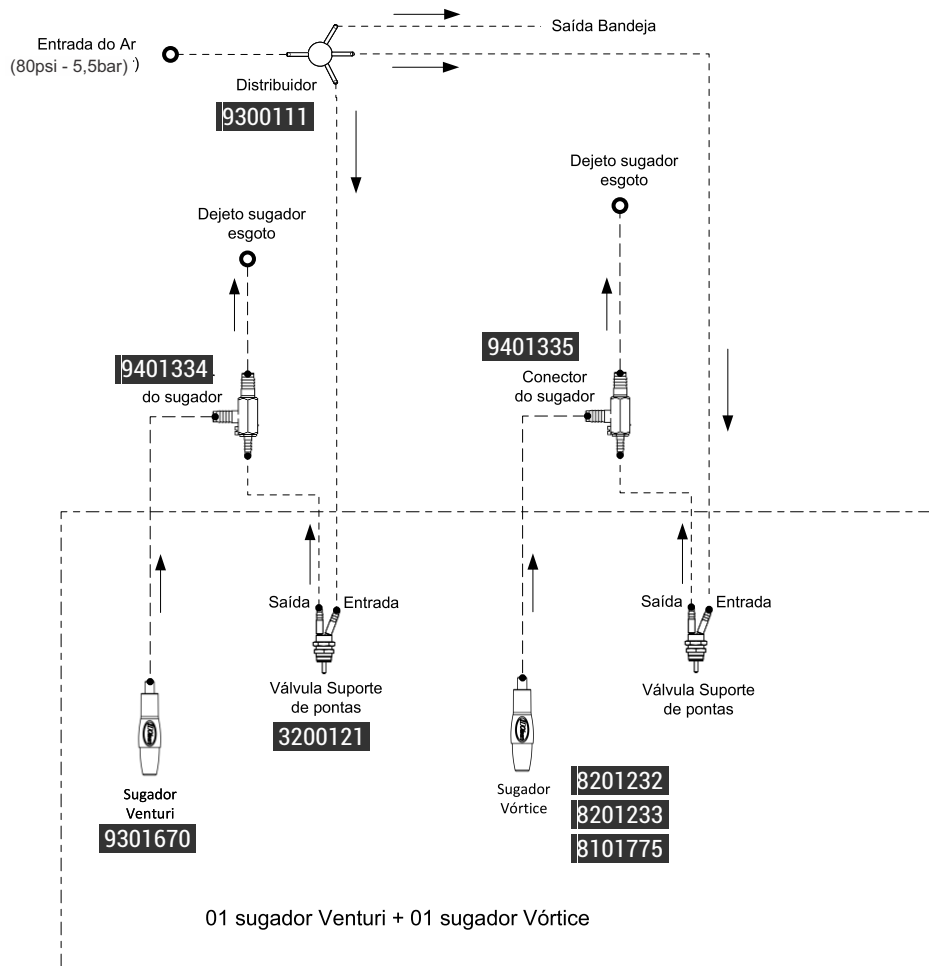 Saída Bandeja
Entrada do Ar
(80psi - 5,5bar) )
Distribuidor
9300111
Dejeto sugador
esgoto
Dejeto sugador
esgoto
9401334
do sugador
9401335
Conector
do sugador
Saída
Entrada
Saída
Entrada
Válvula Suporte
de pontas
3200121
Válvula Suporte
de pontas
Sugador
Venturi
9301670
Sugador
Vórtice
8201232
8201233
8101775
01 sugador Venturi + 01 sugador Vórtice